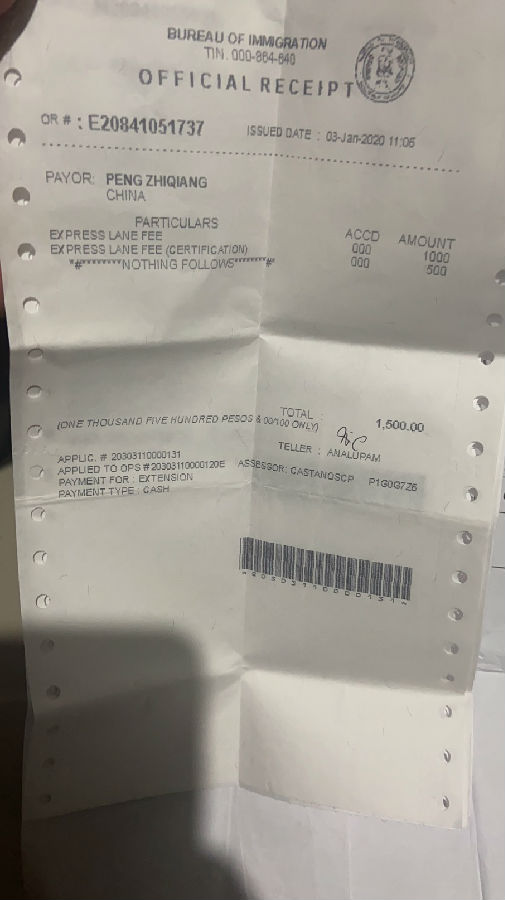 BUREAU OF IMMIGRATION
TIN. 000-864-640
OFFICIAL RECEIPT
OR # : E20841051737 ISSUED DATE : 03-Jan-2020 11:05
PAYOR: PENG ZHIQIANG
CHINA
PARTICULARS ACCD AMOUNT
EXPRESS LANE FEE 000 1000
EXPRESS LANE FEE (CERTIFICATION) 000 500
*#********NOTHING FOLLOWS********#*
TOTAL : 1,500.00
(ONE THOUSAND FIVE HUNDRED PESOS & 00/100 ONLY)
TELLER : ANALUPAM
APPLIC. # 20303110000131
APPLIED TO OPS # 20303110000120E ASSESSOR: CASTANOSCP P1G0G7Z6
PAYMENT FOR : EXTENSION
PAYMENT TYPE : CASH